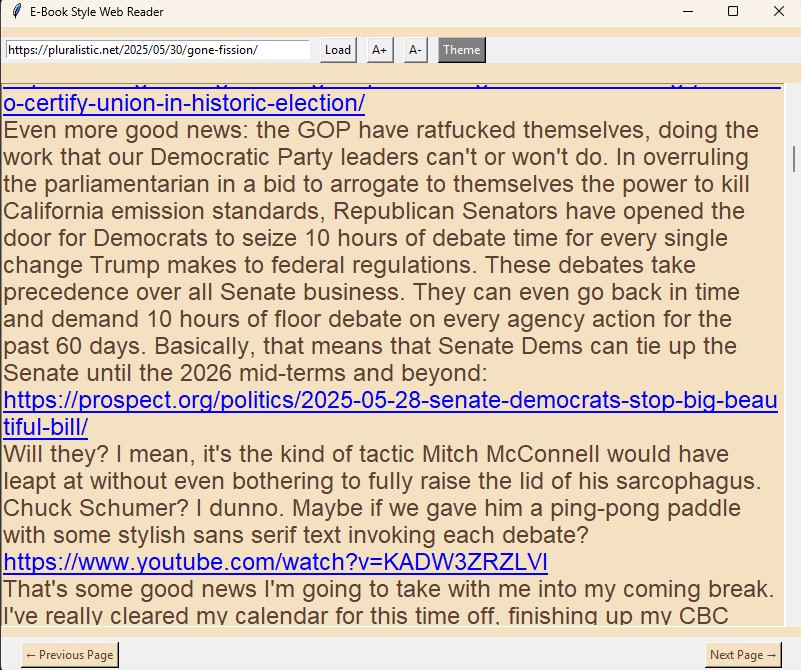 E-Book Style Web Reader
https://pluralistic.net/2025/05/30/gone-fission/ Load A+ A- Theme
o-certify-union-in-historic-election/
Even more good news: the GOP have ratfucked themselves, doing the
work that our Democratic Party leaders can't or won't do. In overruling
the parliamentarian in a bid to arrogate to themselves the power to kill
California emission standards, Republican Senators have opened the
door for Democrats to seize 10 hours of debate time for every single
change Trump makes to federal regulations. These debates take
precedence over all Senate business. They can even go back in time
and demand 10 hours of floor debate on every agency action for the
past 60 days. Basically, that means that Senate Dems can tie up the
Senate until the 2026 mid-terms and beyond:
https://prospect.org/politics/2025-05-28-senate-democrats-stop-big-beau
tiful-bill/
Will they? I mean, it's the kind of tactic Mitch McConnell would have
leapt at without even bothering to fully raise the lid of his sarcophagus.
Chuck Schumer? I dunno. Maybe if we gave him a ping-pong paddle
with some stylish sans serif text invoking each debate?
https://www.youtube.com/watch?v=KADW3ZRZLVI
That's some good news I'm going to take with me into my coming break.
I've really cleared my calendar for this time off, finishing up my CBC
← Previous Page Next Page →